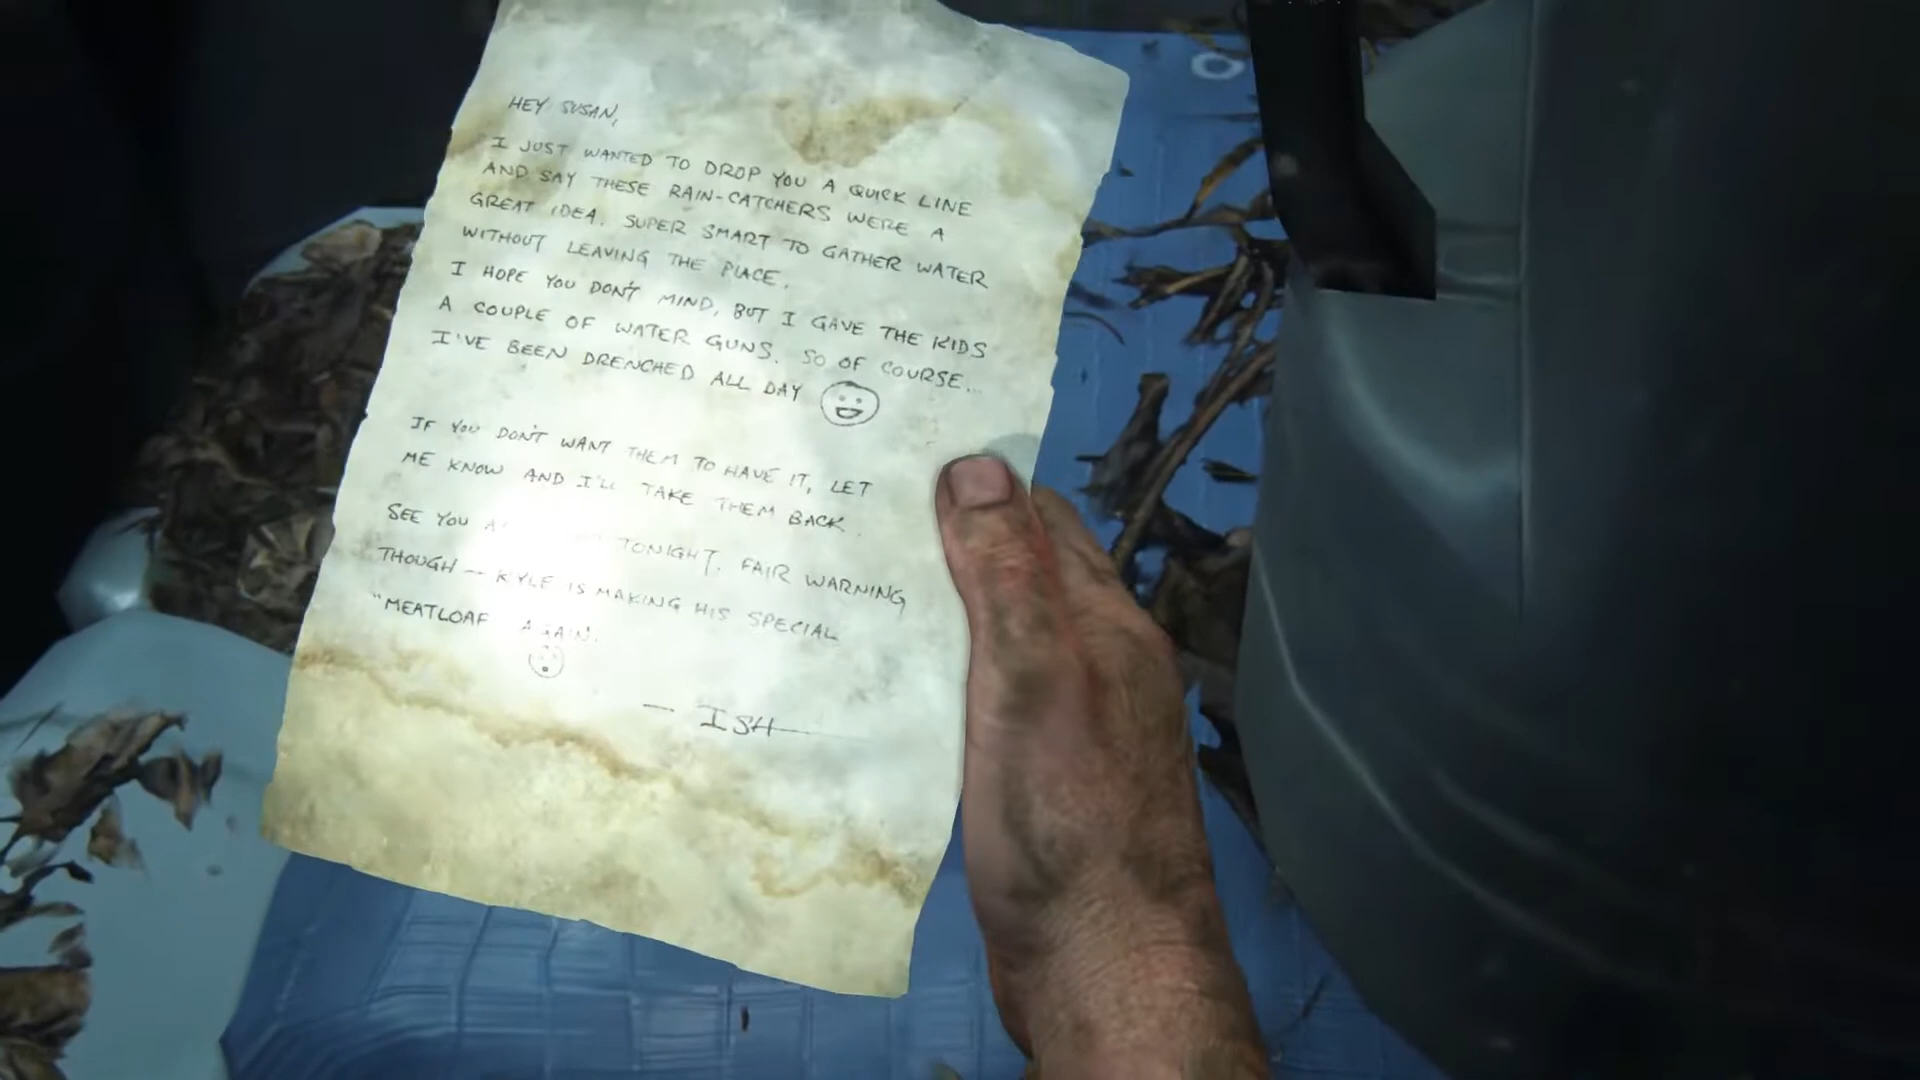 HEY SUSAN,
I JUST WANTED TO DROP YOU A QUICK LINE
AND SAY THESE RAIN-CATCHERS WERE A
GREAT IDEA. SUPER SMART TO GATHER WATER
WITHOUT LEAVING THE PLACE.
I HOPE YOU DON'T MIND, BUT I GAVE THE KIDS
A COUPLE OF WATER GUNS. SO OF COURSE...
I'VE BEEN DRENCHED ALL DAY
IF YOU DON'T WANT THEM TO HAVE IT, LET
ME KNOW AND I'LL TAKE THEM BACK.
SEE YOU TONIGHT. FAIR WARNING
THOUGH — KYLE IS MAKING HIS SPECIAL
"MEATLOAF AGAIN.
— ISH